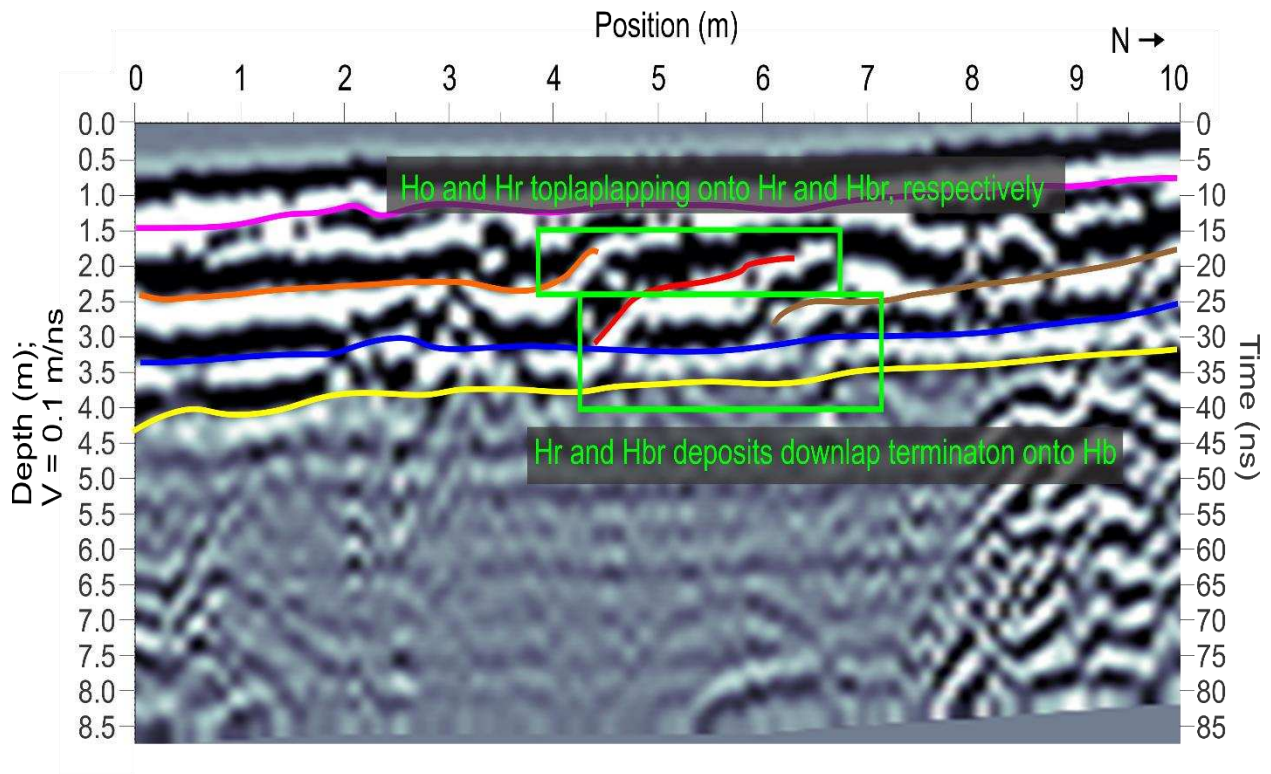 Position (m)
N →
0 1 2 3 4 5 6 7 8 9 10
0.0 0
0.5 5
1.0 10
1.5 15
2.0 20
2.5 25
3.0 30
3.5 35
4.0 40
4.5 45
5.0 50
5.5 55
6.0 60
6.5 65
7.0 70
7.5 75
8.0 80
8.5 85
Depth (m);
V = 0.1 m/ns
Time (ns)
Ho and Hr toplaplapping onto Hr and Hbr, respectively
Hr and Hbr deposits downlap terminaton onto Hb